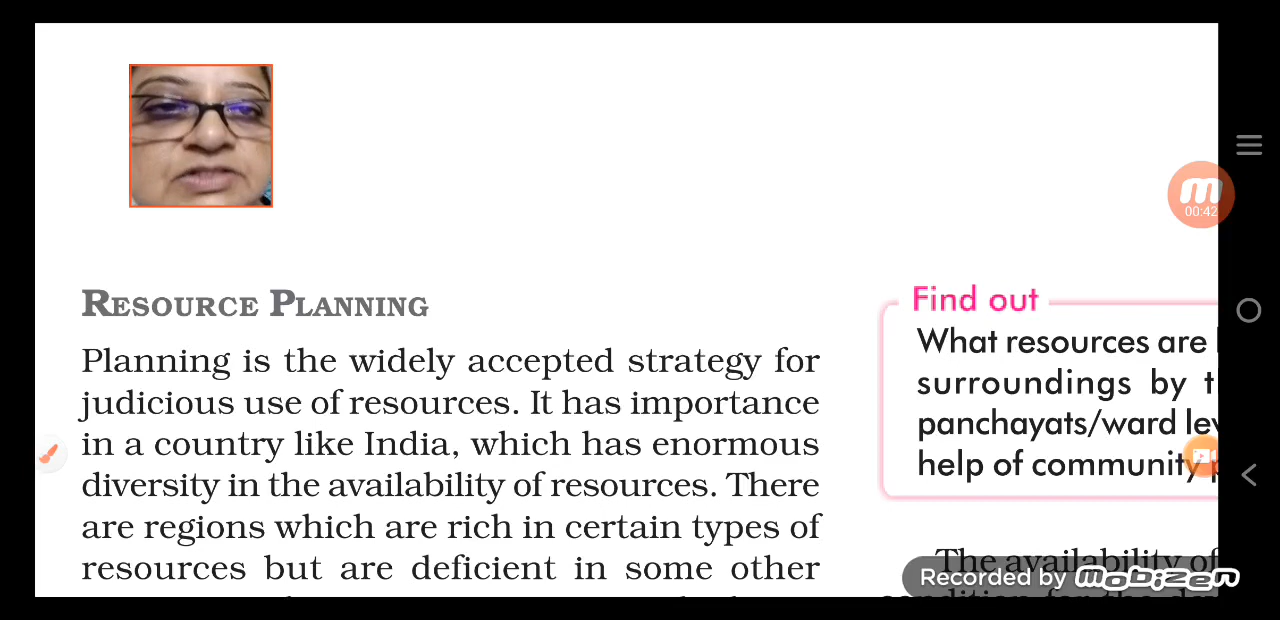 00:42
RESOURCE PLANNING
Planning is the widely accepted strategy for
judicious use of resources. It has importance
in a country like India, which has enormous
diversity in the availability of resources. There
are regions which are rich in certain types of
resources but are deficient in some other
Find out
What resources are
surroundings by
panchayats/ward
help of community
The availability of
Recorded by mobizen